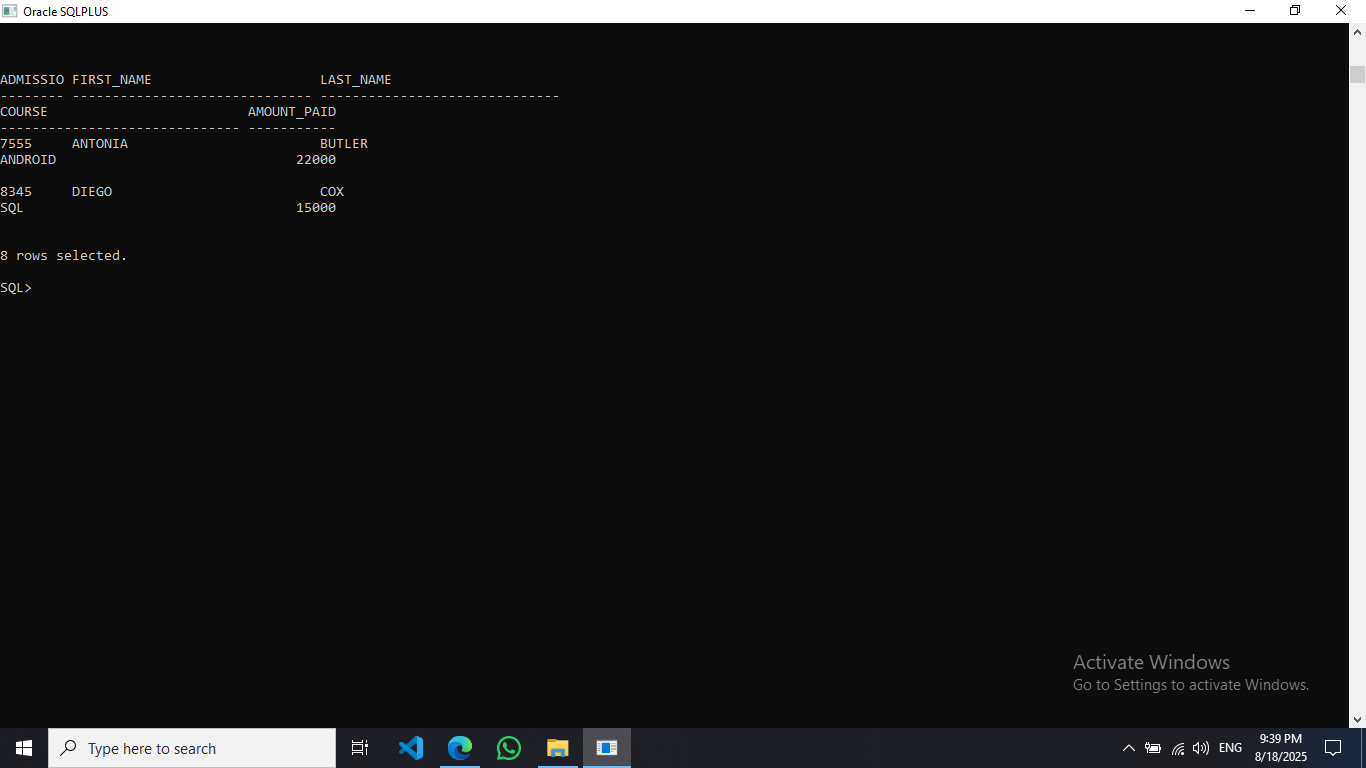 Oracle SQLPLUS
ADMISSIO FIRST_NAME                     LAST_NAME
-------- ------------------------------ ------------------------------
COURSE                         AMOUNT_PAID
------------------------------ -----------
7555     ANTONIA                        BUTLER
ANDROID                              22000
8345     DIEGO                          COX
SQL                                  15000
8 rows selected.
SQL>
Activate Windows
Go to Settings to activate Windows.
Type here to search
ENG
9:39 PM
8/18/2025